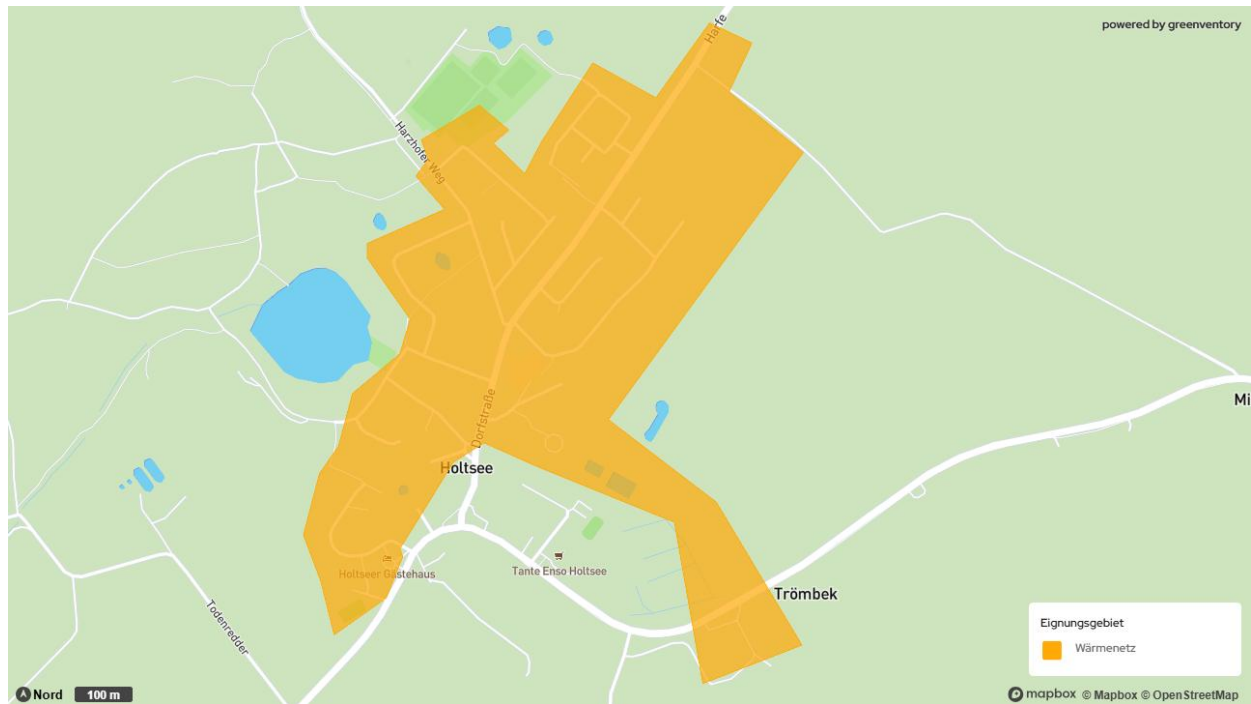 powered by greenventory
Harfe
Harzhofer Weg
Dorfstraße
Mi
Holtsee
Holtseer Gästehaus
Tante Enso Holtsee
Trömbek
Todenredder
Eignungsgebiet
Wärmenetz
Nord 100 m
mapbox © Mapbox © OpenStreetMap